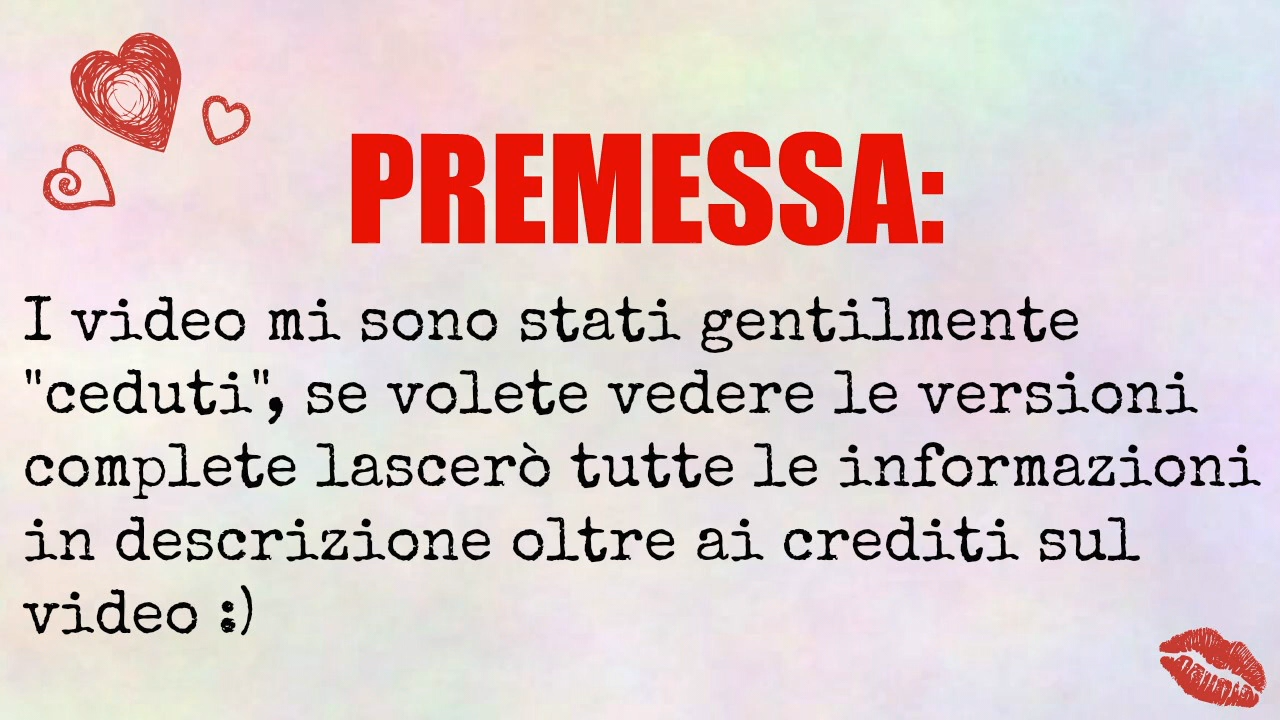 PREMESSA:
I video mi sono stati gentilmente
"ceduti", se volete vedere le versioni
complete lascerò tutte le informazioni
in descrizione oltre ai crediti sul
video :)